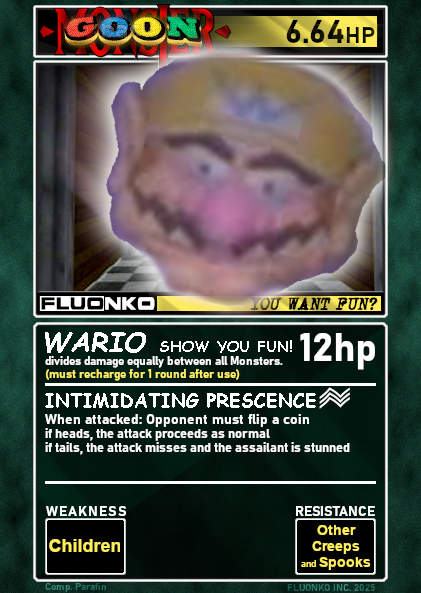 MONSTER
GOON
6.64HP
FLUONKO
YOU WANT FUN?
WARIO SHOW YOU FUN! 12hp
divides damage equally between all Monsters.
(must recharge for 1 round after use)
INTIMIDATING PRESCENCE
When attacked: Opponent must flip a coin
if heads, the attack proceeds as normal
if tails, the attack misses and the assailant is stunned
WEAKNESS
Children
RESISTANCE
Other
Creeps
and Spooks
Comp. Parafin
FLUONKO INC. 2025